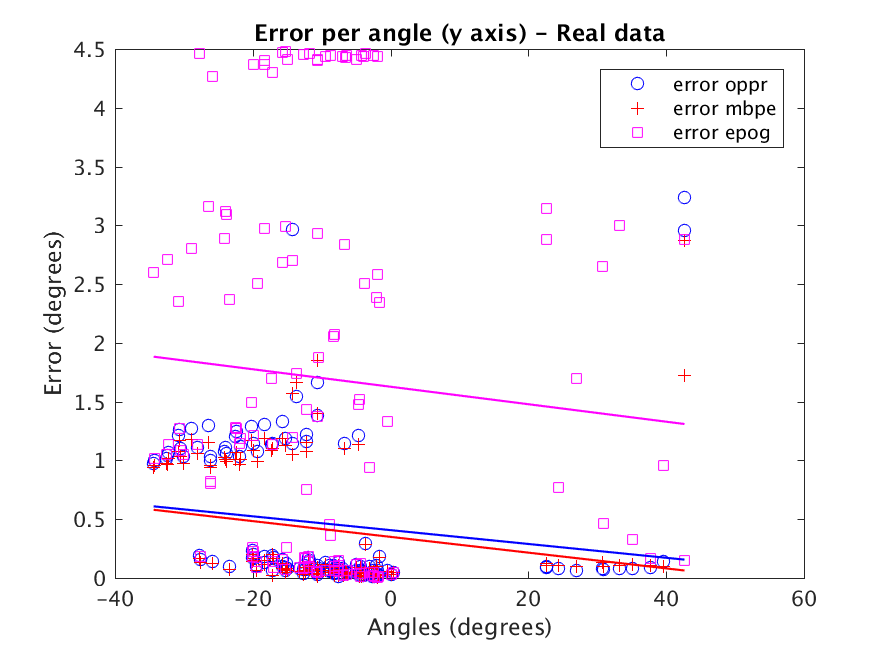 Error per angle (y axis) - Real data
error oppr
error mbpe
error epog
4.5
4
3.5
3
2.5
2
1.5
1
0.5
0
-40
-20
0
20
40
60
Error (degrees)
Angles (degrees)